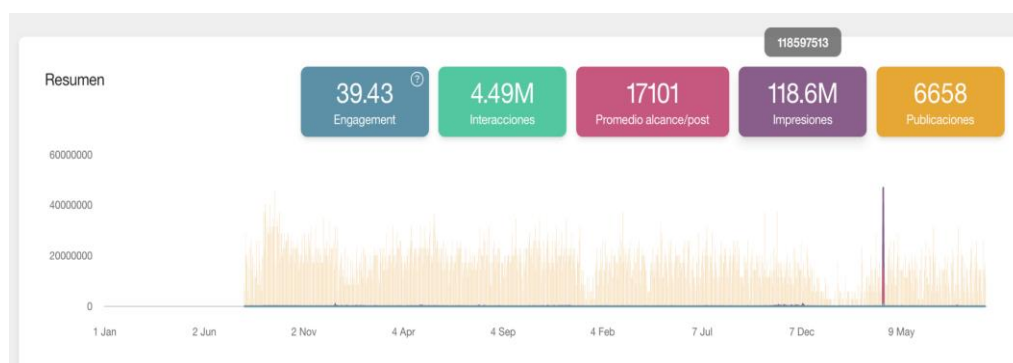 118597513
Resumen
39.43 ?
Engagement
4.49M
Interacciones
17101
Promedio alcance/post
118.6M
Impresiones
6658
Publicaciones
60000000
40000000
20000000
0
1 Jan 2 Jun 2 Nov 4 Apr 4 Sep 4 Feb 7 Jul 7 Dec 9 May